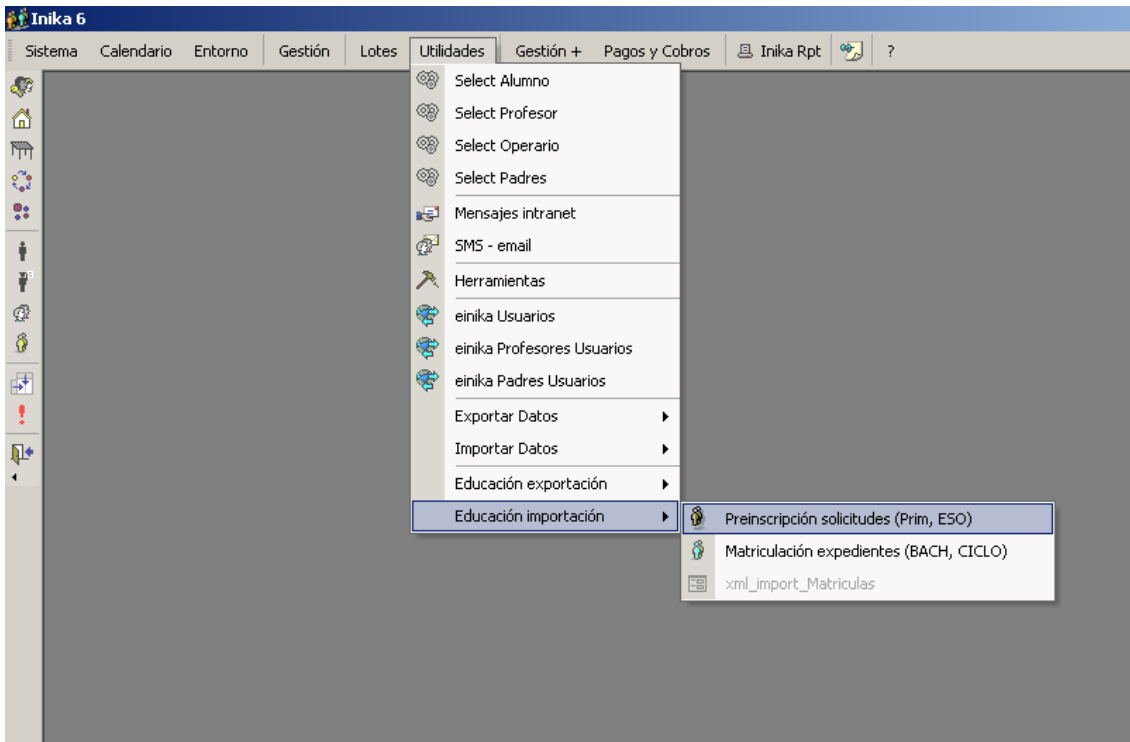 Inika 6
Sistema Calendario Entorno Gestión Lotes Utilidades Gestión + Pagos y Cobros Inika Rpt ?
Select Alumno
Select Profesor
Select Operario
Select Padres
Mensajes intranet
SMS - email
Herramientas
einika Usuarios
einika Profesores Usuarios
einika Padres Usuarios
Exportar Datos
Importar Datos
Educación exportación
Educación importación
Preinscripción solicitudes (Prim, ESO)
Matriculación expedientes (BACH, CICLO)
xml_import_Matriculas